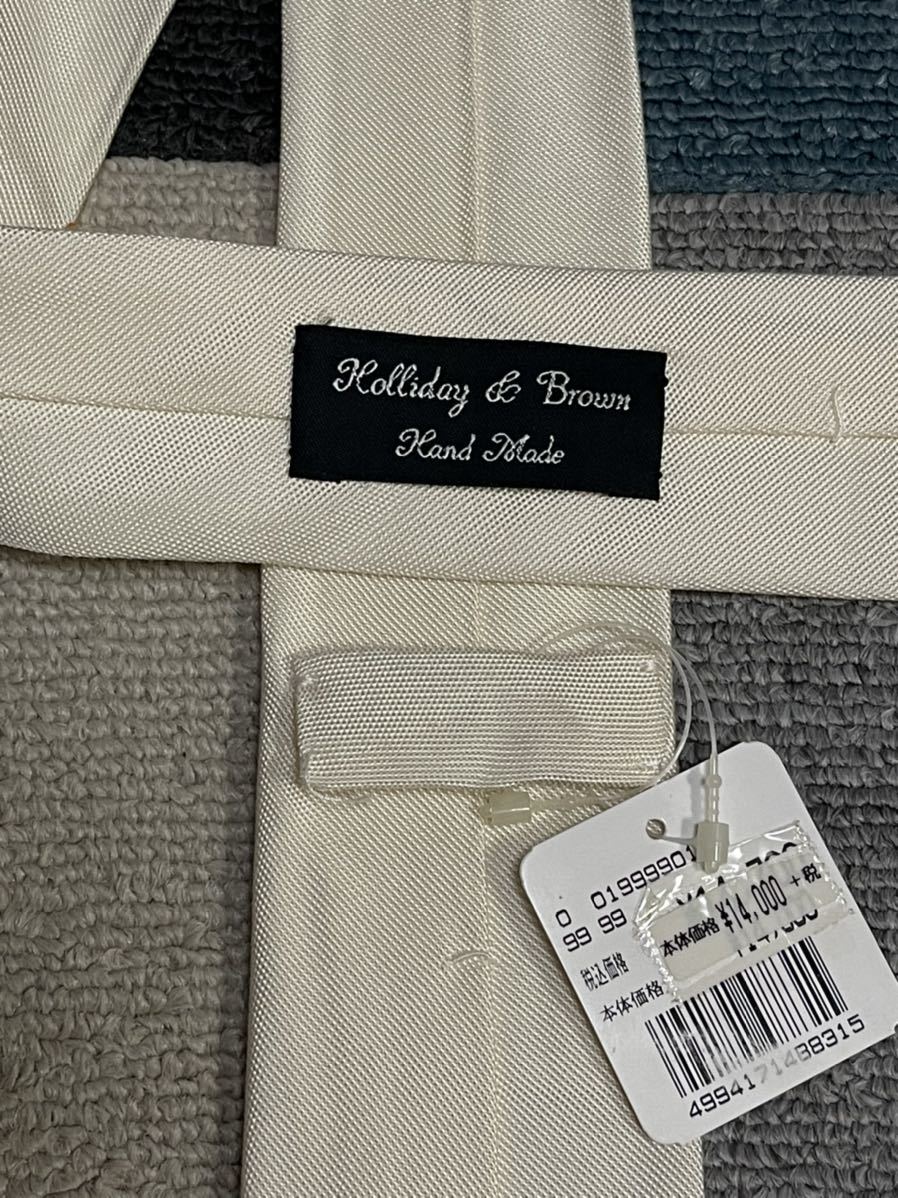 Holliday & Brown
Hand Made
0 0199990
99 99
税込価格
本体価格 ¥14,000 +税
本体価格
4994171438315